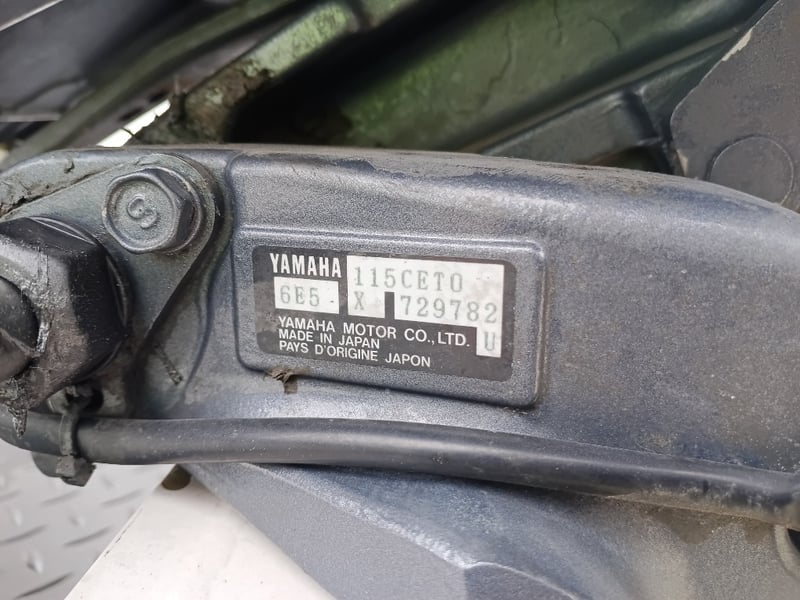 YAMAHA 115CETO
6E5 X 729782
YAMAHA MOTOR CO.,LTD. U
MADE IN JAPAN
PAYS D'ORIGINE JAPON